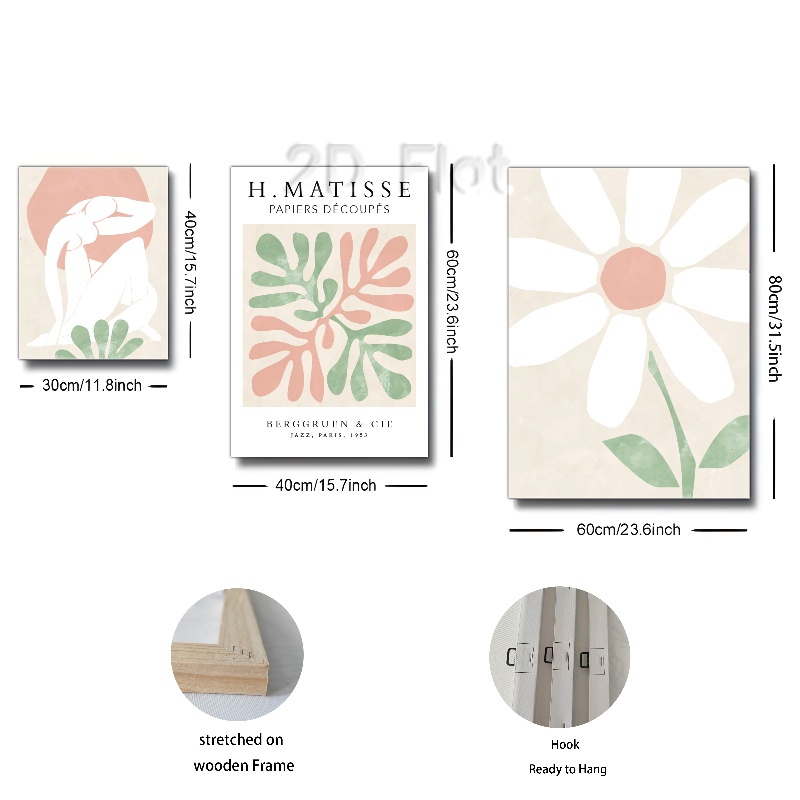 2D Flat
H. MATISSE
PAPIERS DÉCOUPÉS
BERGGRUEN & CIE
JAZZ, PARIS, 1953
40cm/15.7inch
30cm/11.8inch
60cm/23.6inch
40cm/15.7inch
80cm/31.5inch
60cm/23.6inch
stretched on
wooden Frame
Hook
Ready to Hang